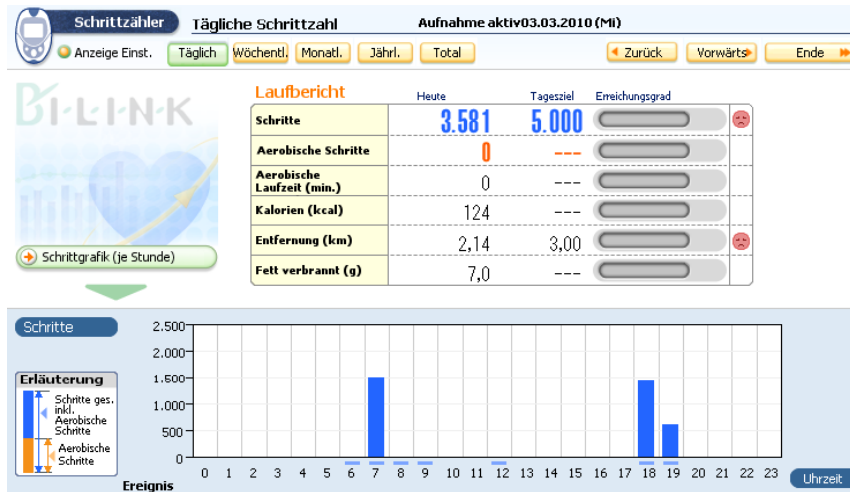 Schrittzähler Tägliche Schrittzahl Aufnahme aktiv03.03.2010 (Mi)
Anzeige Einst. Täglich Wöchentl. Monatl. Jährl. Total Zurück Vorwärts Ende
BI-LI-N-K
Laufbericht Heute Tagesziel Erreichungsgrad
Schritte 3.581 5.000
Aerobische Schritte 0 ---
Aerobische
Laufzeit (min.) 0 ---
Kalorien (kcal) 124 ---
Entfernung (km) 2,14 3,00
Fett verbrannt (g) 7,0 ---
Schrittgrafik (je Stunde)
Schritte
2.500
2.000
1.500
1.000
500
0
Erläuterung
Schritte ges.
inkl.
Aerobische
Schritte
Aerobische
Schritte
0 1 2 3 4 5 6 7 8 9 10 11 12 13 14 15 16 17 18 19 20 21 22 23
Ereignis
Uhrzeit